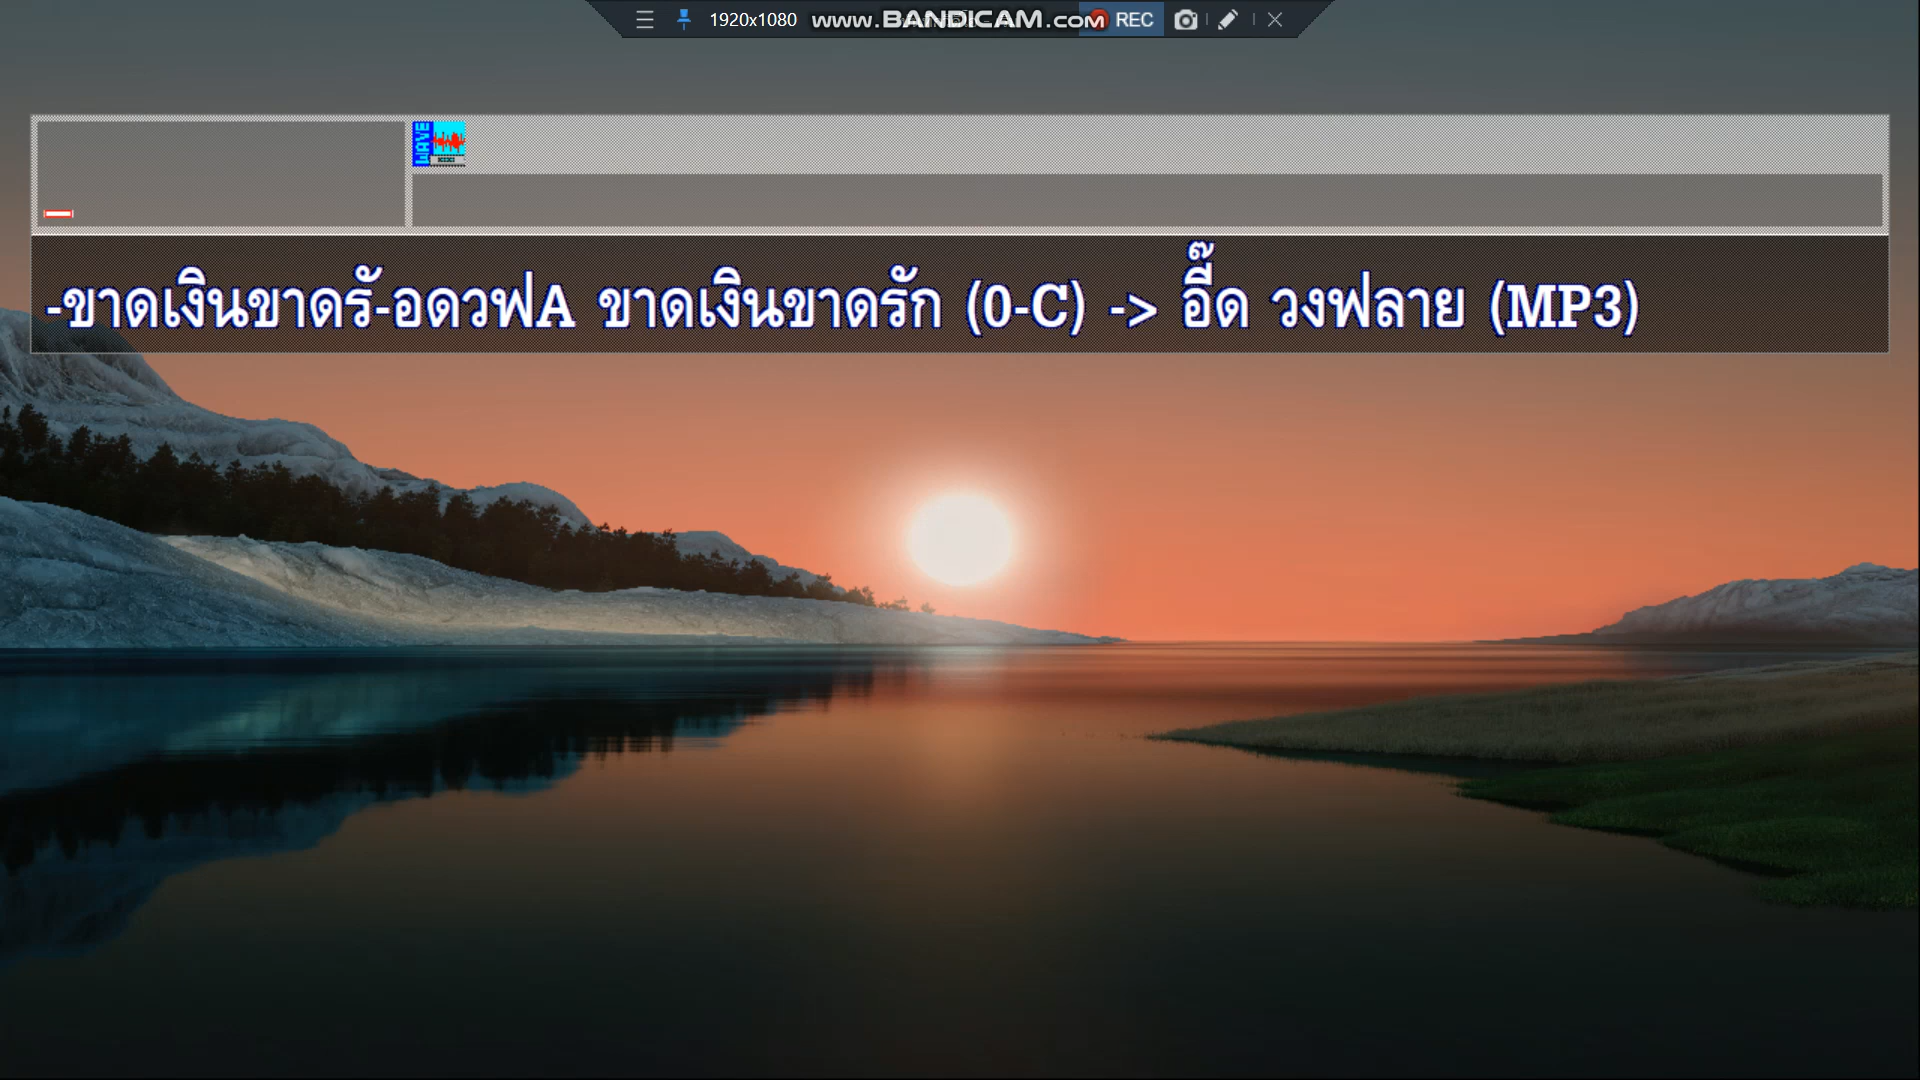 1920x1080 www.BANDICAM.com REC
WAVE
-ขาดเงินขาดรั-อดวฟA ขาดเงินขาดรัก (0-C) -> อี๊ด วงฟลาย (MP3)